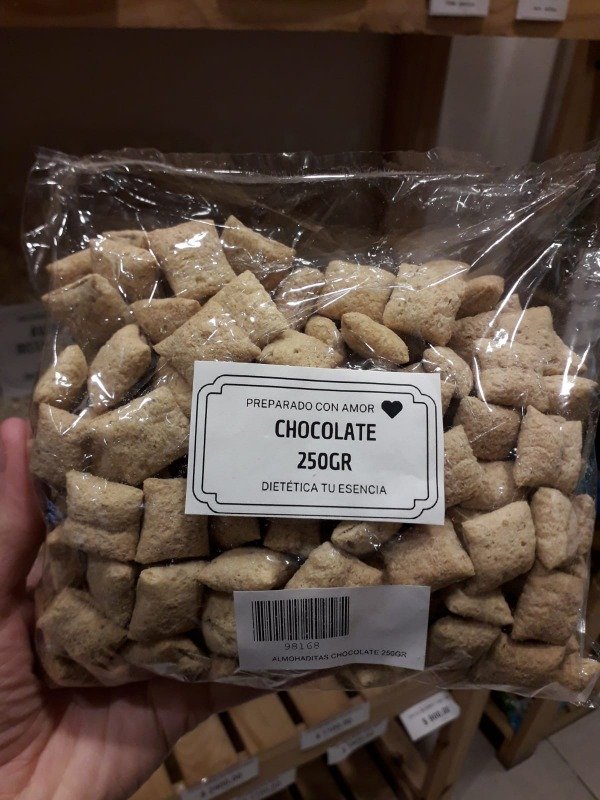 PREPARADO CON AMOR
CHOCOLATE
250GR
DIETÉTICA TU ESENCIA
98168
ALMOHADITAS CHOCOLATE 250GR